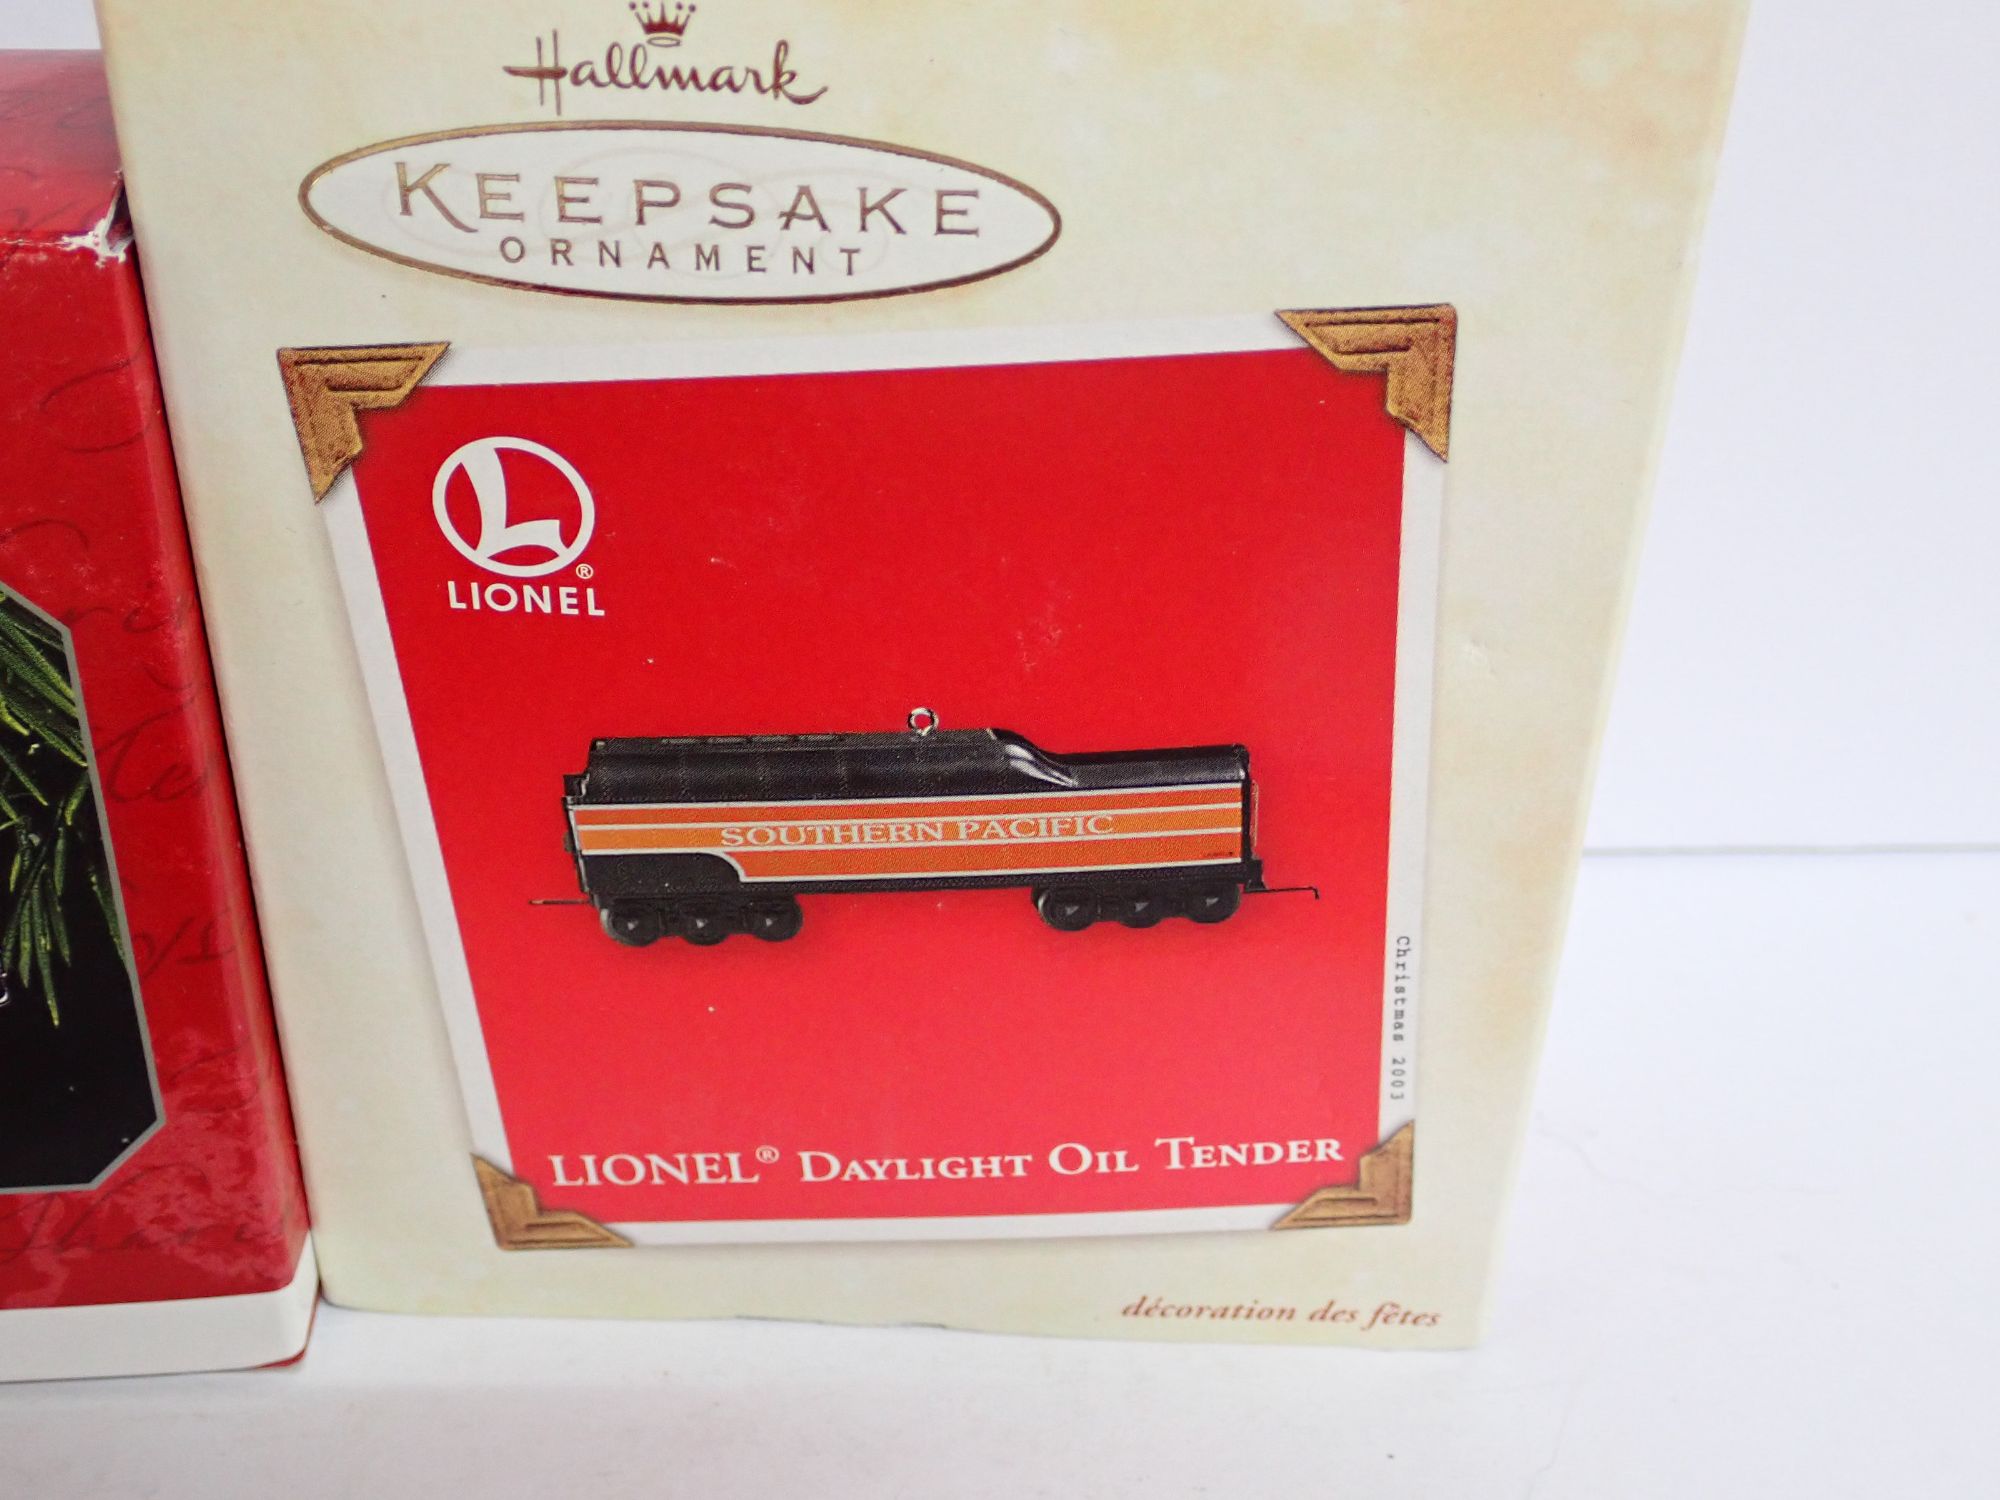 Hallmark
KEEPSAKE
ORNAMENT
L
®
LIONEL
SOUTHERN PACIFIC
Christmas 2003
LIONEL® DAYLIGHT OIL TENDER
décoration des fêtes